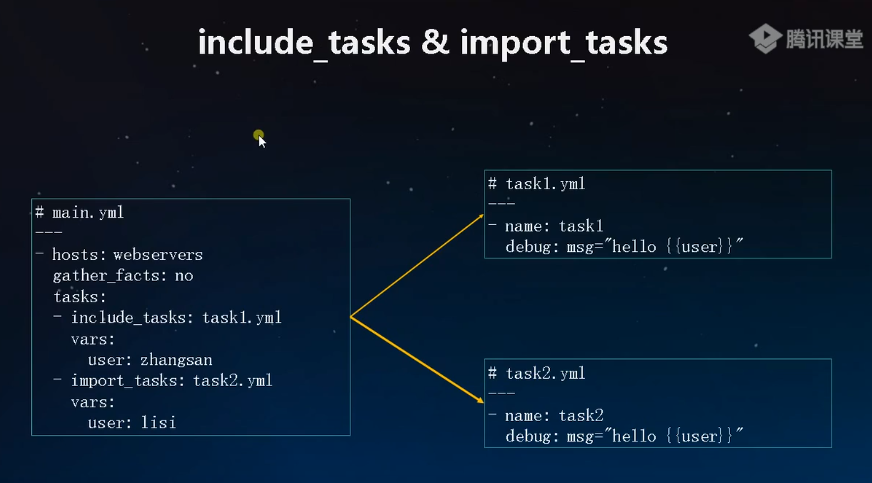 include_tasks & import_tasks
腾讯课堂
# main.yml
---
- hosts: webservers
gather_facts: no
tasks:
- include_tasks: task1.yml
vars:
user: zhangsan
- import_tasks: task2.yml
vars:
user: lisi
# task1.yml
---
- name: task1
debug: msg="hello {{user}}"
# task2.yml
---
- name: task2
debug: msg="hello {{user}}"